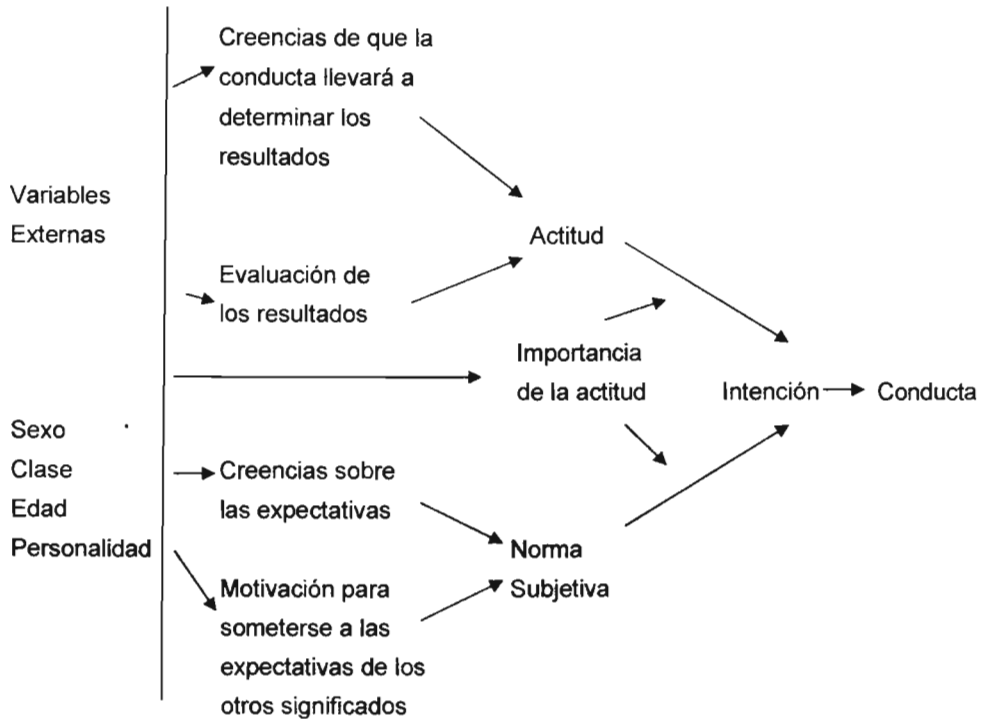 Variables
Externas
Sexo
Clase
Edad
Personalidad
Creencias de que la
conducta llevará a
determinar los
resultados
Evaluación de
los resultados
Creencias sobre
las expectativas
Motivación para
someterse a las
expectativas de los
otros significados
Actitud
Importancia
de la actitud
Norma
Subjetiva
Intención
Conducta